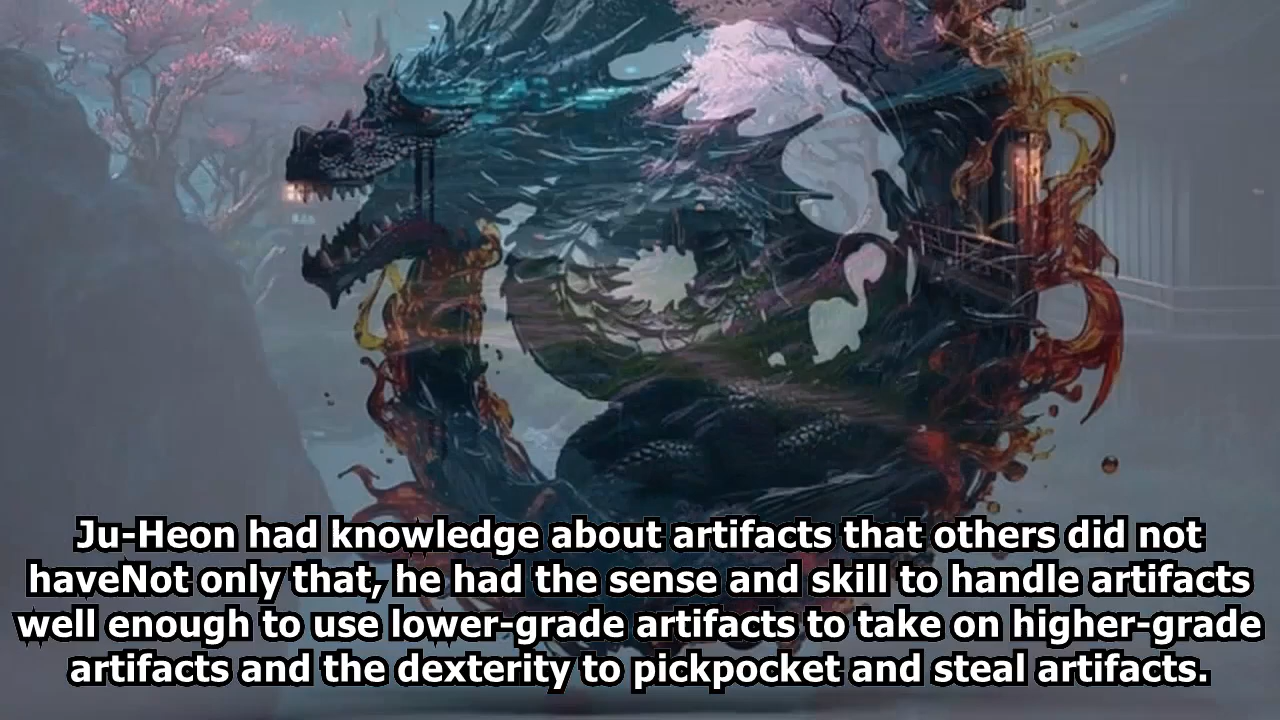 Ju-Heon had knowledge about artifacts that others did not
haveNot only that, he had the sense and skill to handle artifacts
well enough to use lower-grade artifacts to take on higher-grade
artifacts and the dexterity to pickpocket and steal artifacts.